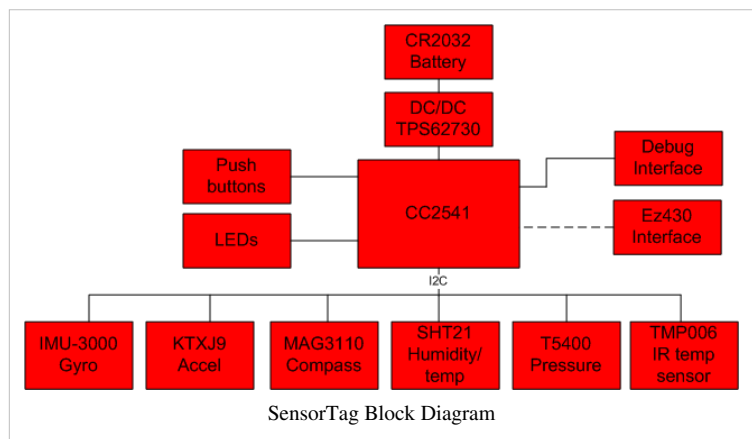 CR2032
Battery
DC/DC
TPS62730
Push
buttons
CC2541
Debug
Interface
LEDs
Ez430
Interface
I2C
IMU-3000
Gyro
KTXJ9
Accel
MAG3110
Compass
SHT21
Humidity/
temp
T5400
Pressure
TMP006
IR temp
sensor
SensorTag Block Diagram